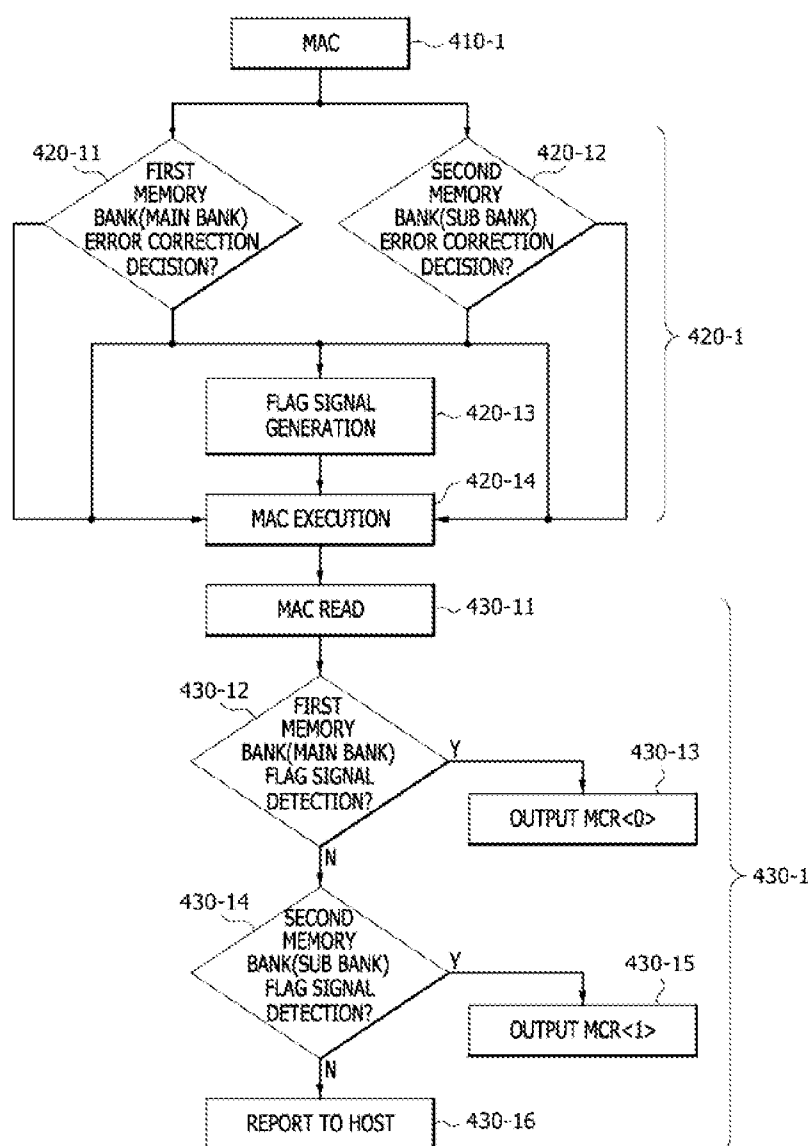 MAC
410-1
420-11
FIRST
MEMORY
BANK(MAIN BANK)
ERROR CORRECTION
DECISION?
420-12
SECOND
MEMORY
BANK(SUB BANK)
ERROR CORRECTION
DECISION?
420-1
FLAG SIGNAL
GENERATION
420-13
420-14
MAC EXECUTION
MAC READ
430-11
430-12
FIRST
MEMORY
BANK(MAIN BANK)
FLAG SIGNAL
DETECTION?
Y
430-13
OUTPUT MCR<0>
N
430-1
430-14
SECOND
MEMORY
BANK(SUB BANK)
FLAG SIGNAL
DETECTION?
Y
430-15
OUTPUT MCR<1>
N
REPORT TO HOST
430-16